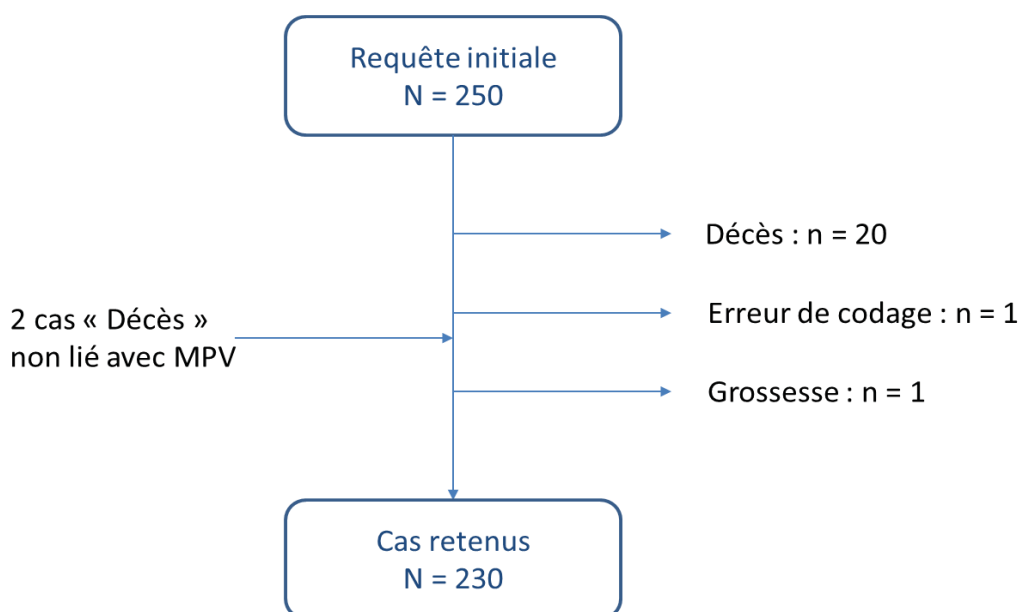 Requête initiale
N = 250
Décès : n = 20
2 cas « Décès »
non lié avec MPV
Erreur de codage : n = 1
Grossesse : n = 1
Cas retenus
N = 230